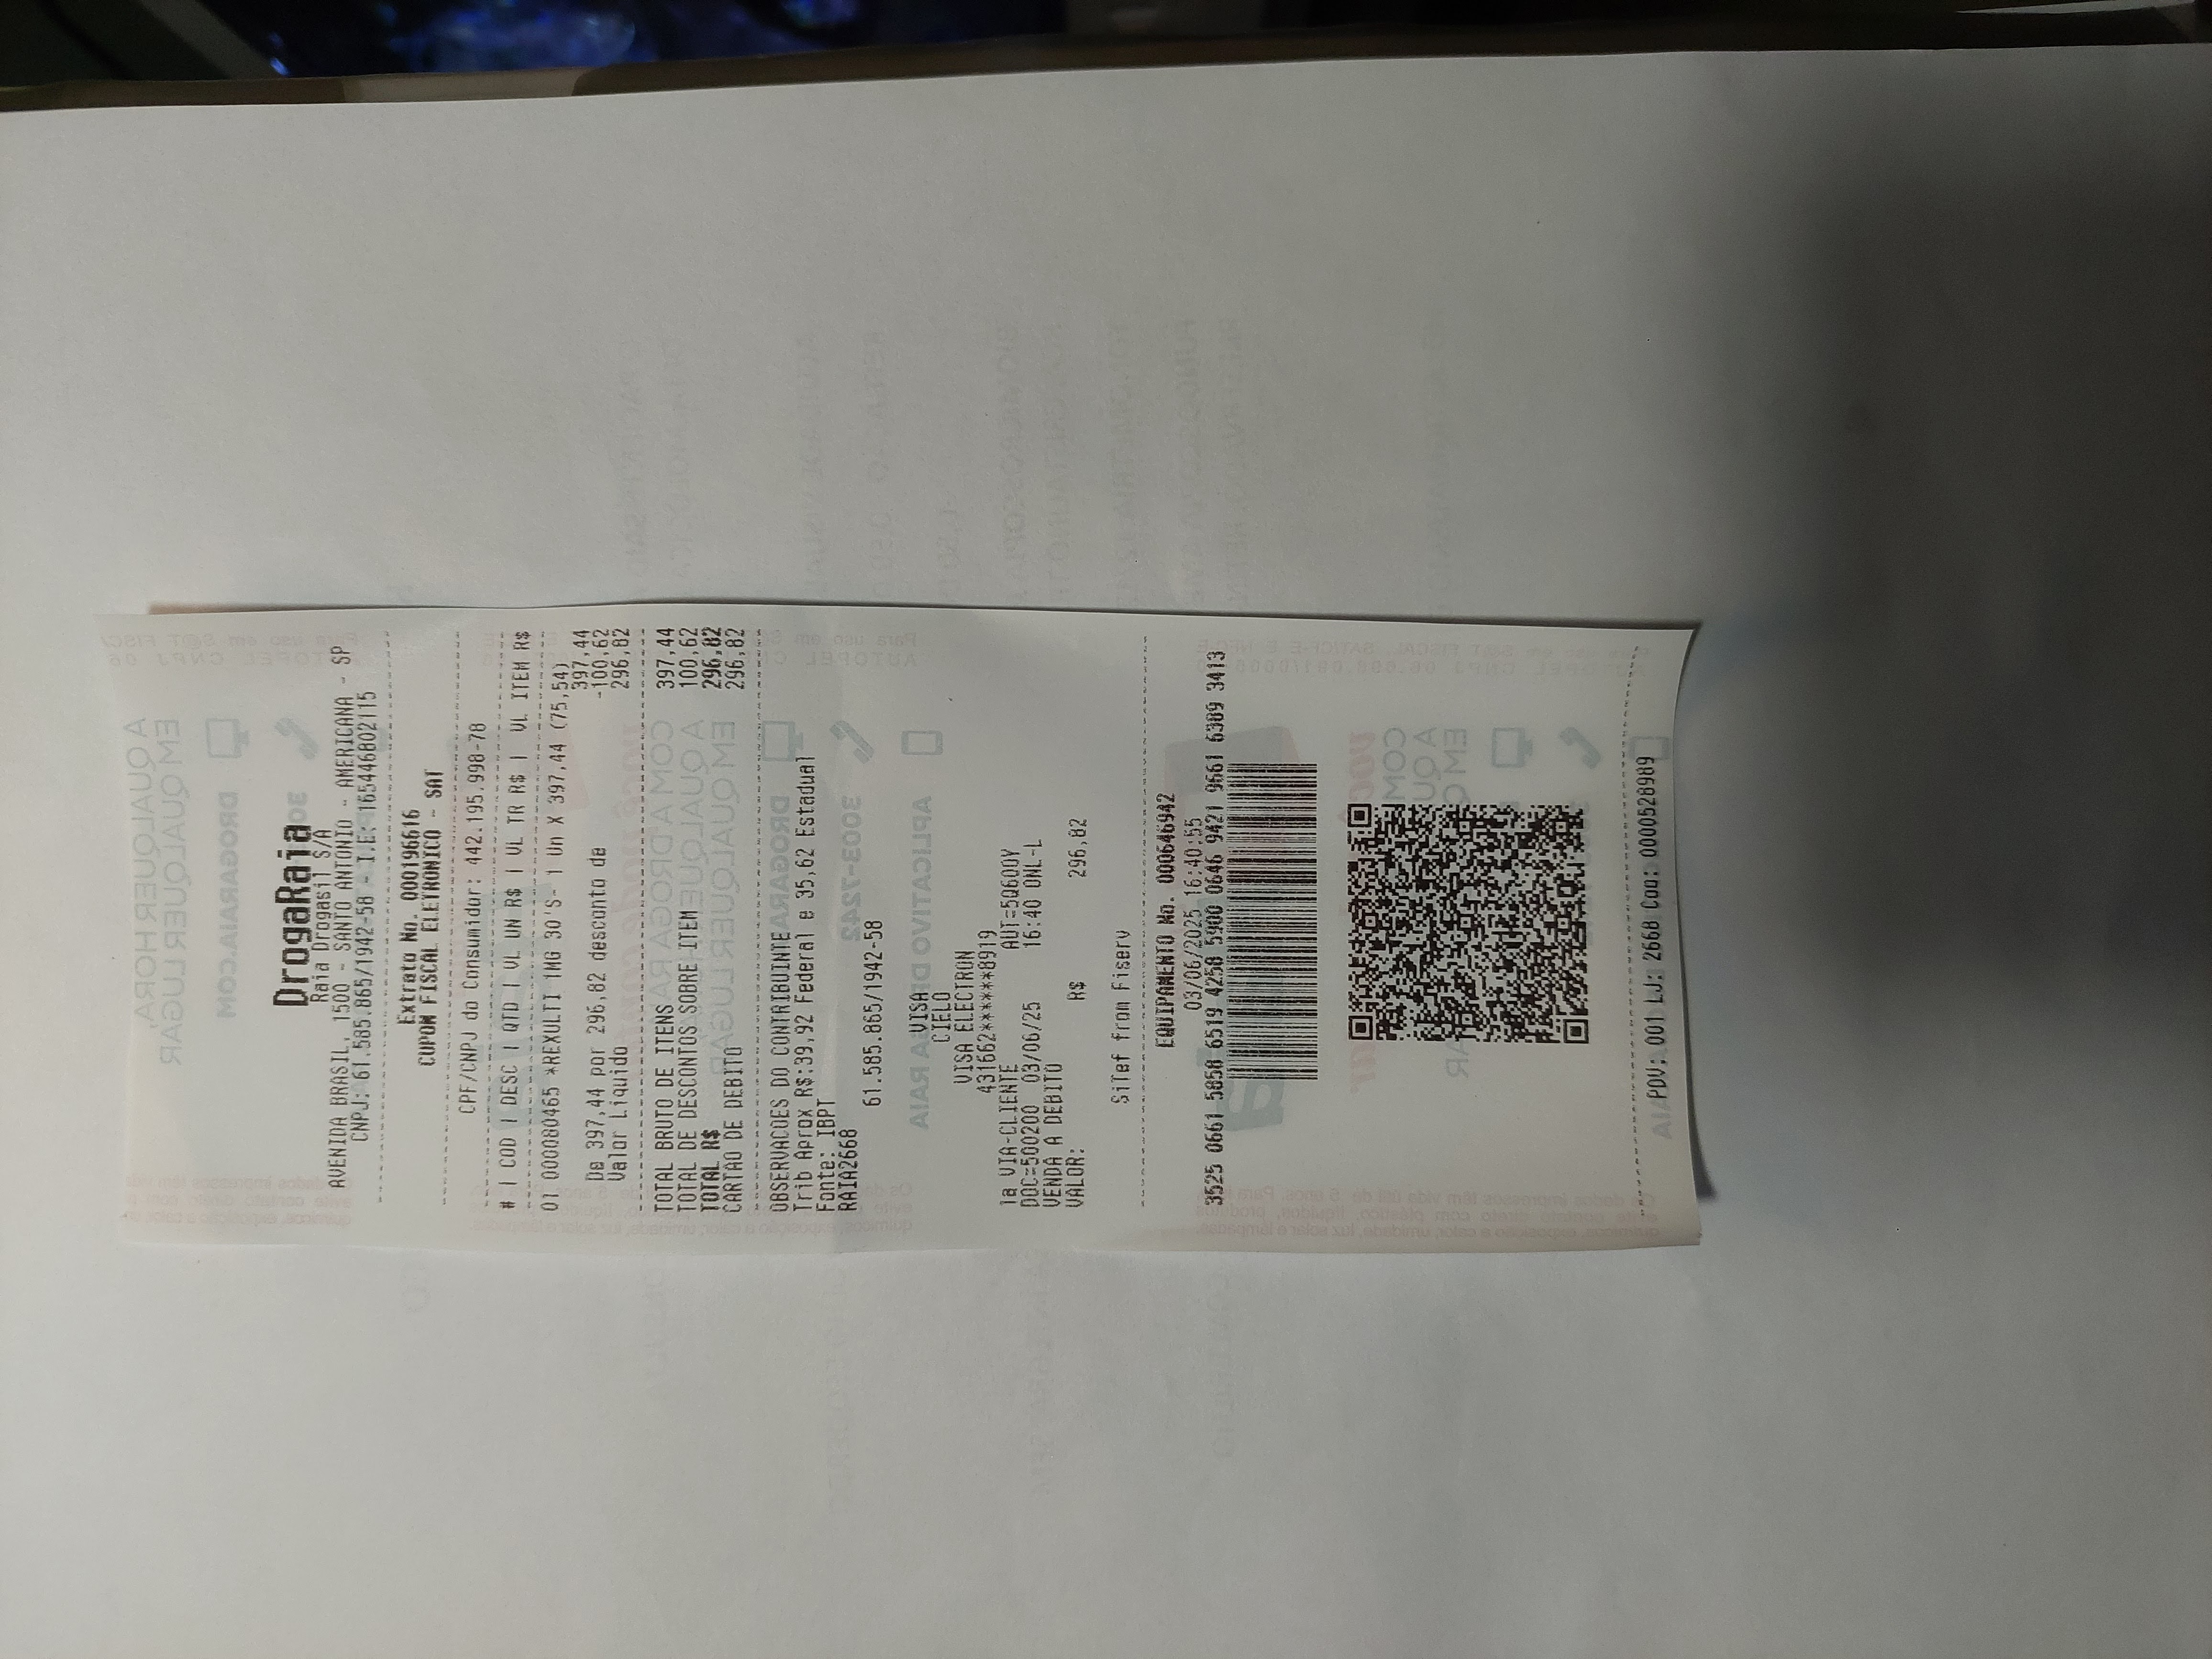 DrogaRaia
Raia Drogasil S/A
AVENIDA BRASIL, 1500 - SANTO ANTONIO - AMERICANA - SP
CNPJ: 61.585.865/1942-58 - I.E: 165446802115
Extrato No. 000196616
CUPOM FISCAL ELETRONICO - SAT
CPF/CNPJ do Consumidor: 442.195.998-78
# | COD | DESC | QTD | VL UN R$ | VL TR R$ | VL ITEM R$
01 000080465 *REXULTI 1MG 30'S- 1 Un X 397,44 (75,54)
397,44
De 397,44 por 296,82 desconto de -100,62
Valor Liquido 296,82
TOTAL BRUTO DE ITENS 397,44
TOTAL DE DESCONTOS SOBRE ITEM 100,62
TOTAL R$ 296,82
CARTAO DE DEBITO 296,82
OBSERVACOES DO CONTRIBUINTE
Trib Aprox R$:39,92 Federal e 35,62 Estadual
Fonte: IBPT
RAIA2668
61.585.865/1942-58
VISA
CIELO
VISA ELECTRON
431662******8919
1a VIA-CLIENTE AUT=5Q600Y
DOC=500200 03/06/25 16:40 ONL-L
VENDA A DEBITO
VALOR: R$ 296,82
SiTef from Fiserv
EQUIPAMENTO No. 000646942
03/06/2025 16:40:55
3525 0661 5858 6519 4258 5900 0646 9421 9661 6389 3413
PDV: 001 LJ: 2668 Coo: 0000528989